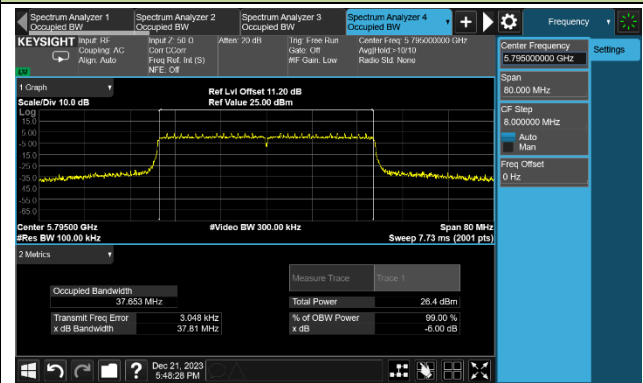 Spectrum Analyzer 1
Occupied BW
Spectrum Analyzer 2
Occupied BW
Spectrum Analyzer 3
Occupied BW
Spectrum Analyzer 4
Occupied BW
Frequency
KEYSIGHT
Input: RF
Coupling: AC
Align: Auto
Input Z: 50 Ω
Corr CCorr
Freq Ref: Int (S)
NFE: Off
Atten: 20 dB
Trig: Free Run
Gate: Off
#IF Gain: Low
Center Freq: 5.795000000 GHz
Avg|Hold:>10/10
Radio Std: None
Center Frequency
5.795000000 GHz
Settings
Span
80.000 MHz
CF Step
8.000000 MHz
Auto
Man
Freq Offset
0 Hz
1 Graph
Scale/Div 10.0 dB
Ref Lvl Offset 11.20 dB
Ref Value 25.00 dBm
Log
15.0
5.00
-5.00
-15.0
-25.0
-35.0
-45.0
-55.0
-65.0
Center 5.79500 GHz
#Video BW 300.00 kHz
Span 80 MHz
#Res BW 100.00 kHz
Sweep 7.73 ms (2001 pts)
2 Metrics
Measure Trace
Trace 1
Occupied Bandwidth
37.653 MHz
Total Power
26.4 dBm
Transmit Freq Error
3.048 kHz
% of OBW Power
99.00 %
x dB Bandwidth
37.81 MHz
x dB
-6.00 dB
Dec 21, 2023
5:48:28 PM